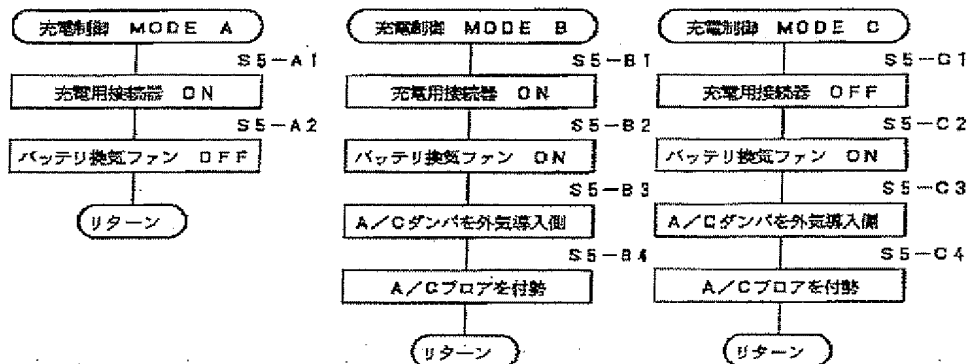 充電制御 MODE A
S5-A1
充電用接続器 ON
S5-A2
バッテリ換気ファン OFF
リターン
充電制御 MODE B
S5-B1
充電用接続器 ON
S5-B2
バッテリ換気ファン ON
S5-B3
A/Cダンパを外気導入側
S5-B4
A/Cブロアを付勢
リターン
充電制御 MODE C
S5-C1
充電用接続器 OFF
S5-C2
バッテリ換気ファン ON
S5-C3
A/Cダンパを外気導入側
S5-C4
A/Cブロアを付勢
リターン